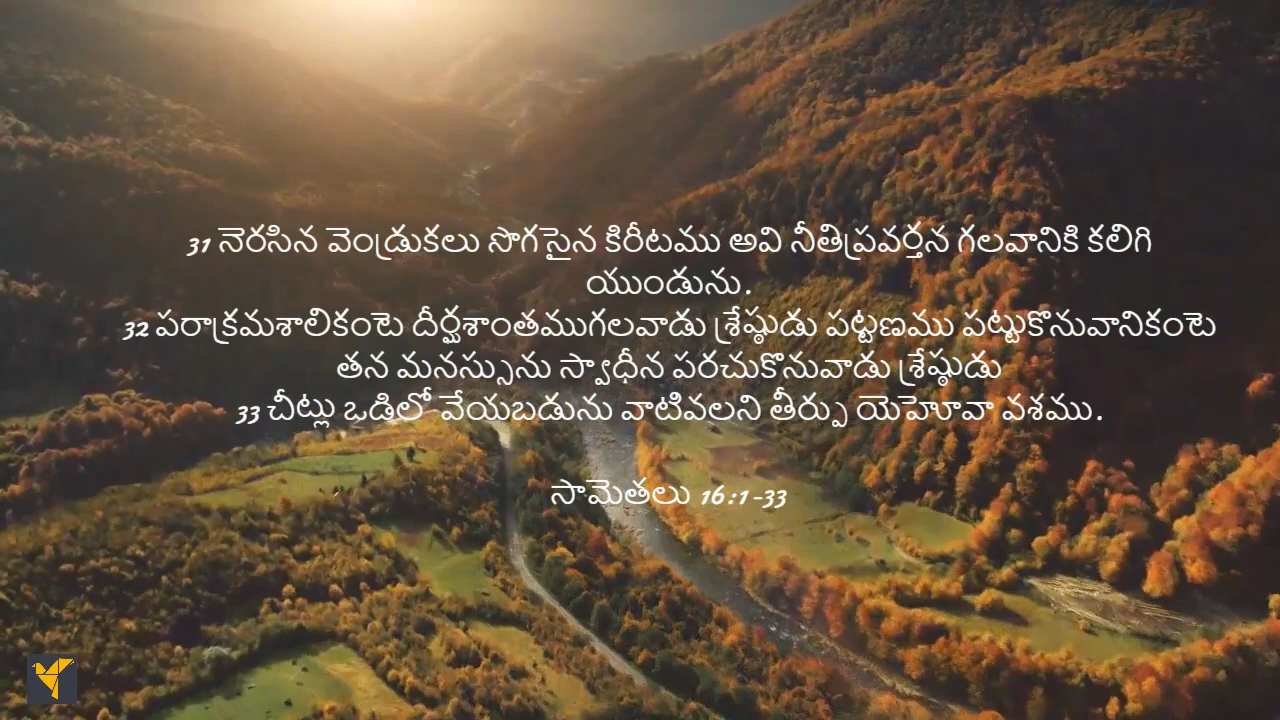 31 నెరసిన వెండ్రుకలు సొగసైన కిరీటము అవి నీతిప్రవర్తన గలవానికి కలిగి
యుండును.
32 పరాక్రమశాలికంటె దీర్ఘశాంతముగలవాడు శ్రేష్ఠుడు పట్టణము పట్టుకొనువానికంటె
తన మనస్సును స్వాధీన పరచుకొనువాడు శ్రేష్ఠుడు
33 చీట్లు ఒడిలో వేయబడును వాటివలని తీర్పు యెహోవా వశము.
సామెతలు 16:1-33